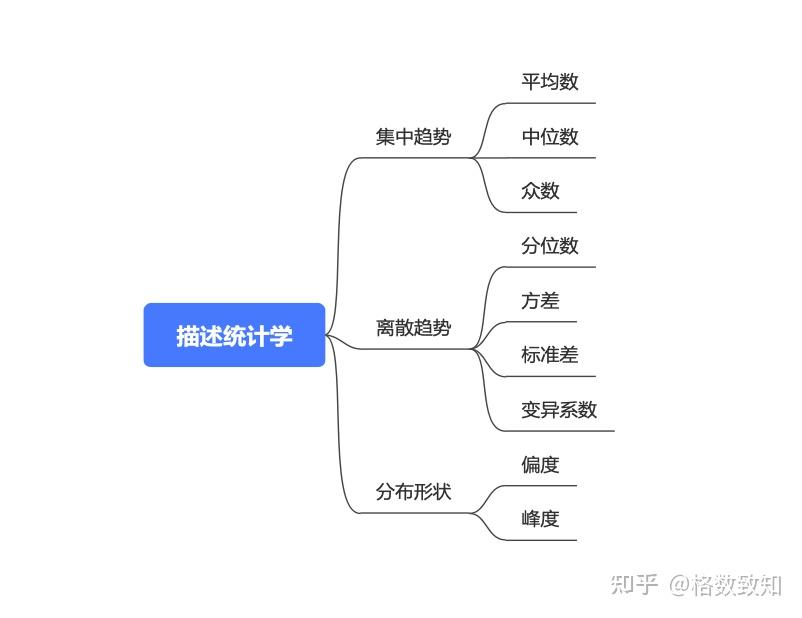 描述统计学
集中趋势
平均数
中位数
众数
离散趋势
分位数
方差
标准差
变异系数
分布形状
偏度
峰度
知乎 @格数致知